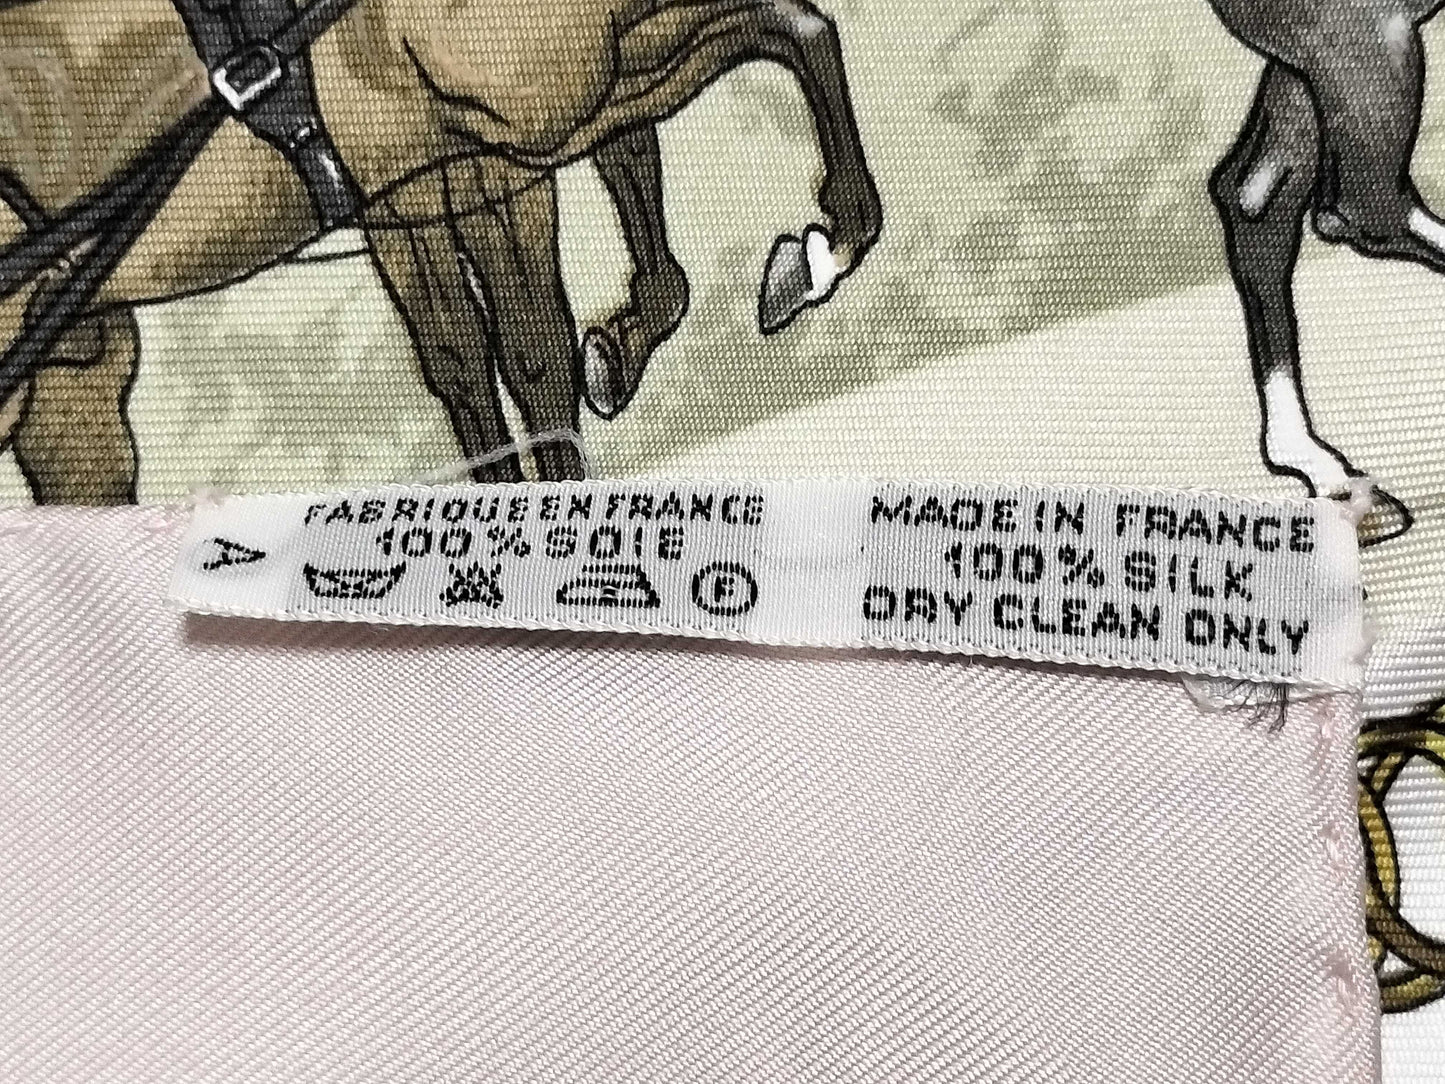 A
FABRIQUE EN FRANCE
100% SOIE
P
MADE IN FRANCE
100% SILK
DRY CLEAN ONLY